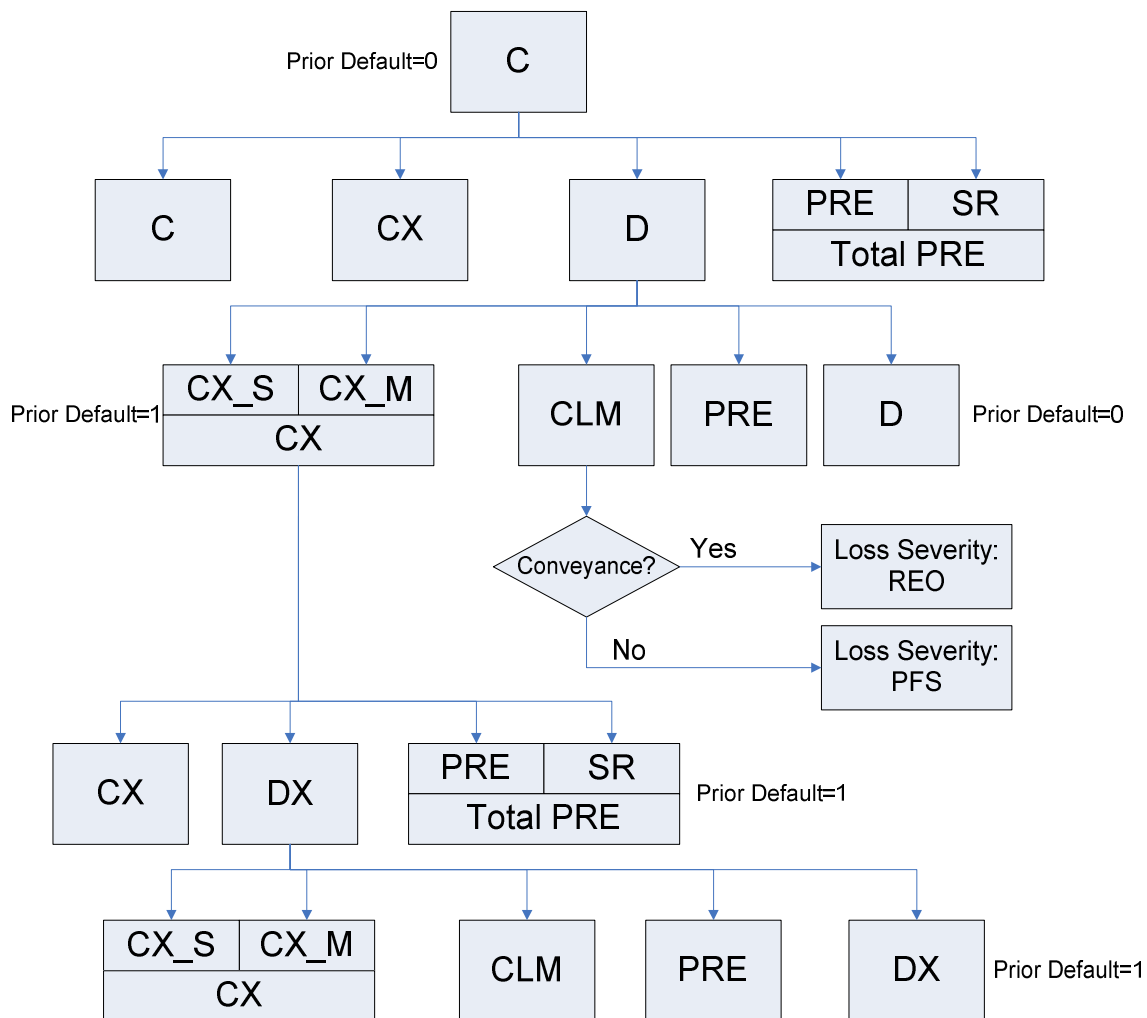 Prior Default=0
C
C
CX
D
PRE
SR
Total PRE
Prior Default=1
CX_S
CX_M
CX
CLM
PRE
D
Prior Default=0
Conveyance?
Yes
Loss Severity:
REO
No
Loss Severity:
PFS
CX
DX
PRE
SR
Total PRE
Prior Default=1
CX_S
CX_M
CX
CLM
PRE
DX
Prior Default=1